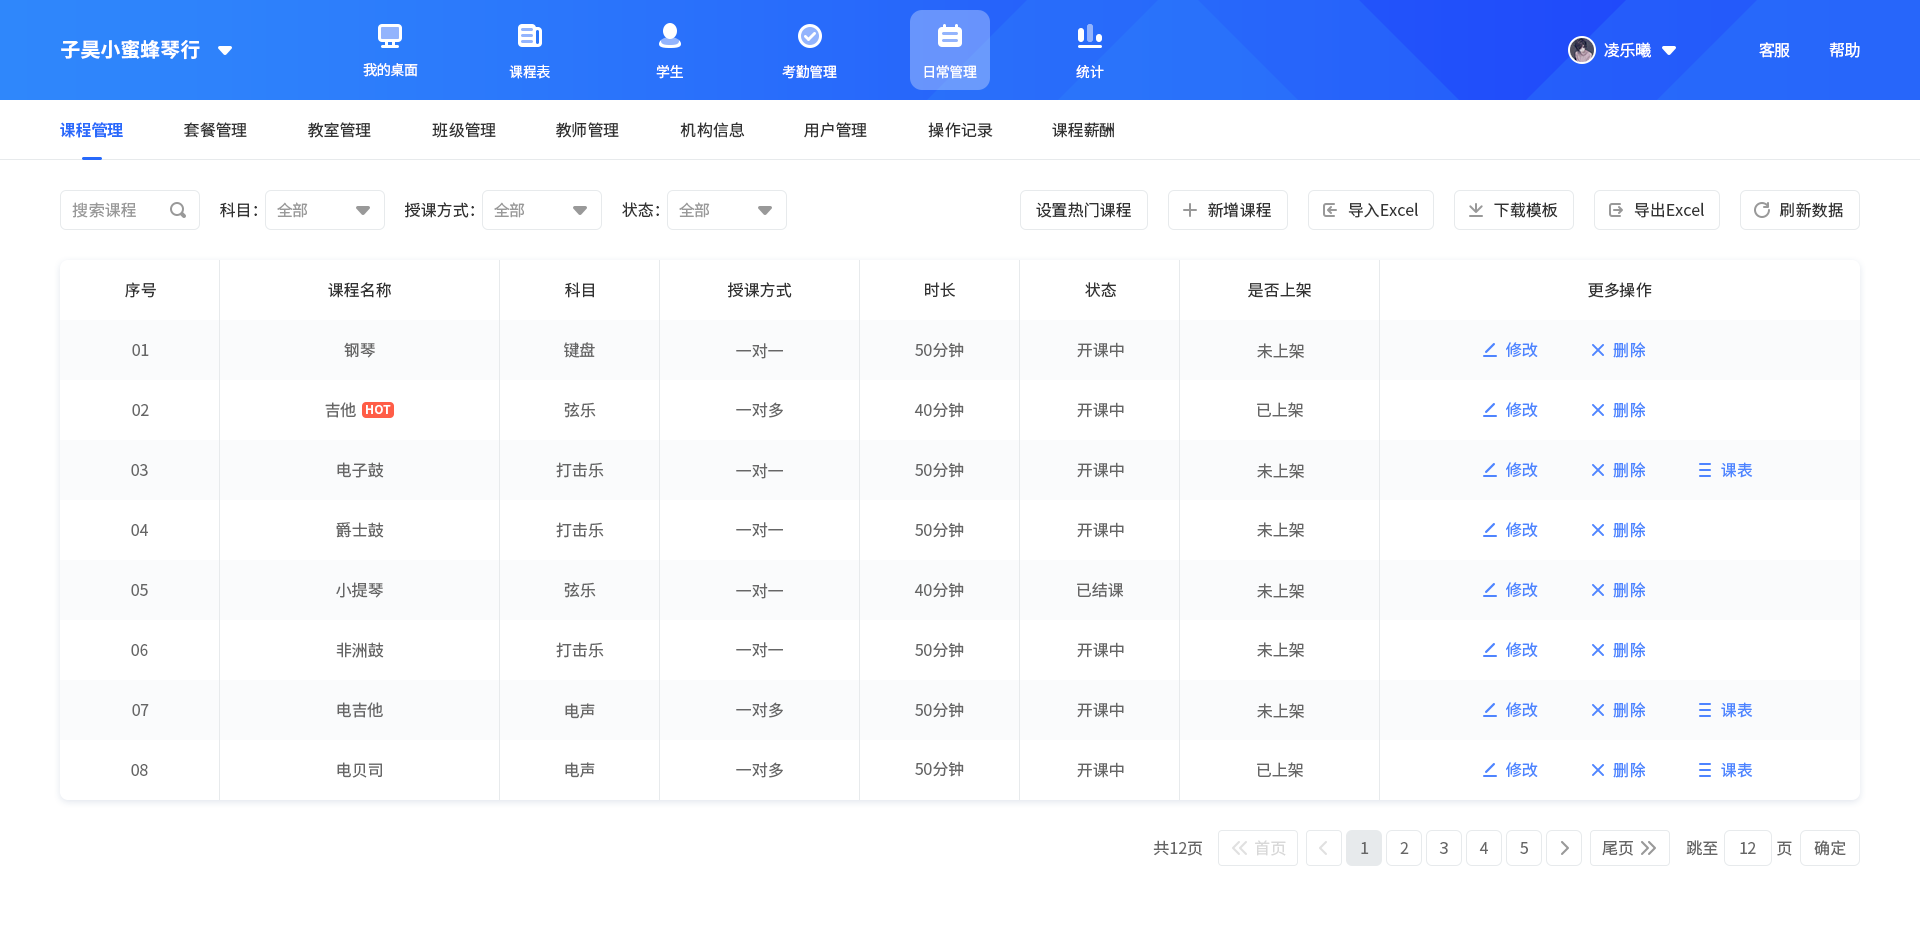 子昊小蜜蜂琴行
我的桌面
课程表
学生
考勤管理
日常管理
统计
凌乐曦
客服
帮助
课程管理 套餐管理 教室管理 班级管理 教师管理 机构信息 用户管理 操作记录 课程薪酬
搜索课程 科目: 全部 授课方式: 全部 状态: 全部 设置热门课程 新增课程 导入Excel 下载模板 导出Excel 刷新数据
序号 课程名称 科目 授课方式 时长 状态 是否上架 更多操作
01 钢琴 键盘 一对一 50分钟 开课中 未上架 修改 删除
02 吉他 HOT 弦乐 一对多 40分钟 开课中 已上架 修改 删除
03 电子鼓 打击乐 一对一 50分钟 开课中 未上架 修改 删除 课表
04 爵士鼓 打击乐 一对一 50分钟 开课中 未上架 修改 删除
05 小提琴 弦乐 一对一 40分钟 已结课 未上架 修改 删除
06 非洲鼓 打击乐 一对一 50分钟 开课中 未上架 修改 删除
07 电吉他 电声 一对多 50分钟 开课中 未上架 修改 删除 课表
08 电贝司 电声 一对多 50分钟 开课中 已上架 修改 删除 课表
共12页 首页 1 2 3 4 5 尾页 跳至 12 页 确定